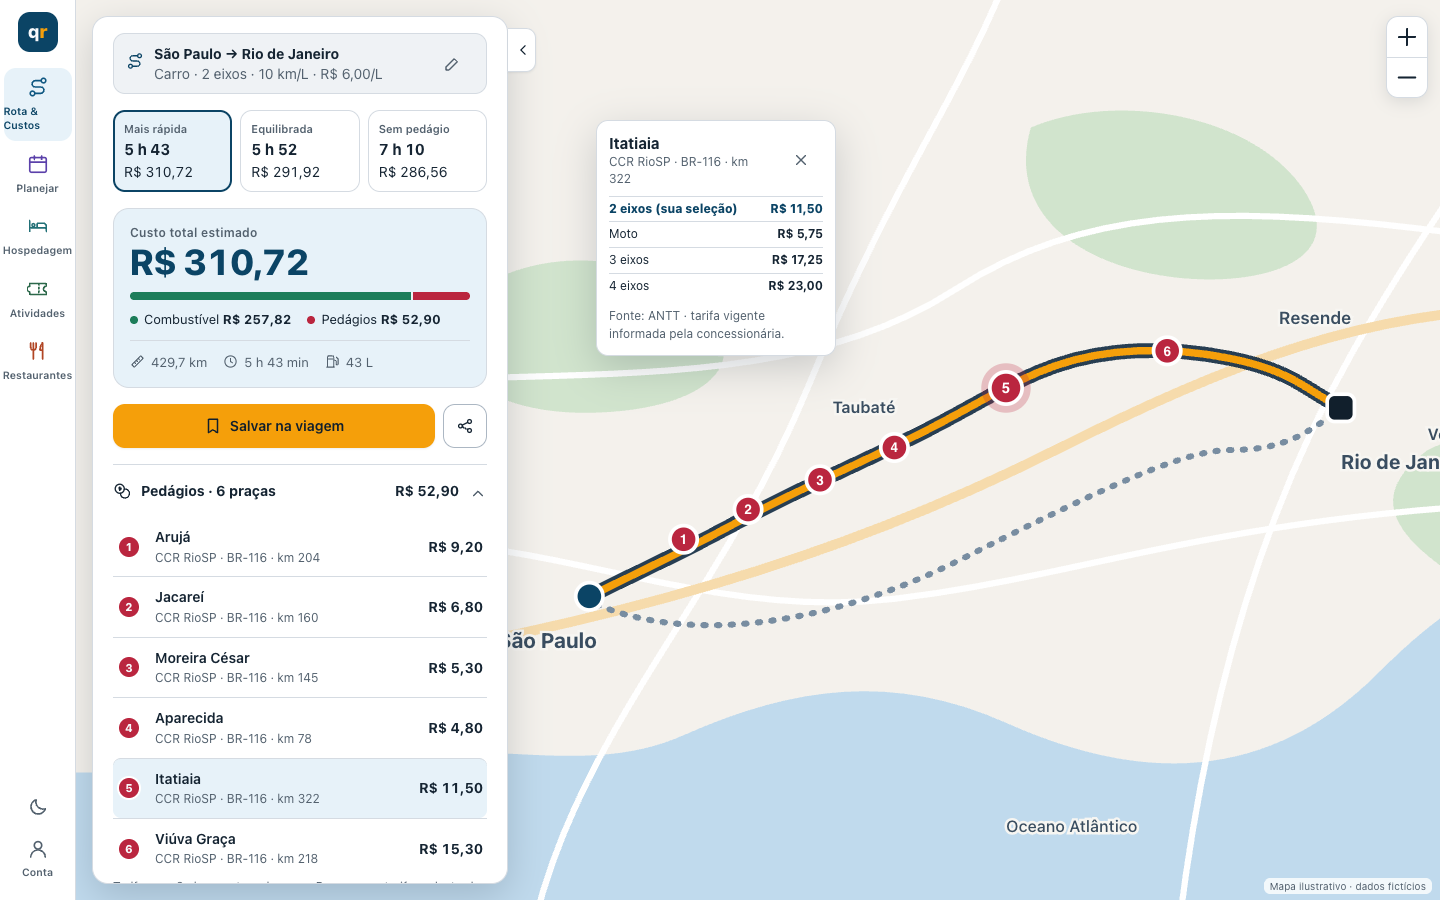 qr
Rota &
Custos
Planejar
Hospedagem
Atividades
Restaurantes
Conta
São Paulo → Rio de Janeiro
Carro · 2 eixos · 10 km/L · R$ 6,00/L
Mais rápida
5 h 43
R$ 310,72
Equilibrada
5 h 52
R$ 291,92
Sem pedágio
7 h 10
R$ 286,56
Custo total estimado
R$ 310,72
Combustível R$ 257,82
Pedágios R$ 52,90
429,7 km
5 h 43 min
43 L
Salvar na viagem
Pedágios · 6 praças
R$ 52,90
1
Arujá
CCR RioSP · BR-116 · km 204
R$ 9,20
2
Jacareí
CCR RioSP · BR-116 · km 160
R$ 6,80
3
Moreira César
CCR RioSP · BR-116 · km 145
R$ 5,30
4
Aparecida
CCR RioSP · BR-116 · km 78
R$ 4,80
5
Itatiaia
CCR RioSP · BR-116 · km 322
R$ 11,50
6
Viúva Graça
CCR RioSP · BR-116 · km 218
R$ 15,30
Itatiaia
CCR RioSP · BR-116 · km
322
2 eixos (sua seleção) R$ 11,50
Moto R$ 5,75
3 eixos R$ 17,25
4 eixos R$ 23,00
Fonte: ANTT · tarifa vigente
informada pela concessionária.
Resende
6
5
Taubaté
4
3
2
1
Rio de Jan
São Paulo
Oceano Atlântico
Mapa ilustrativo · dados fictícios